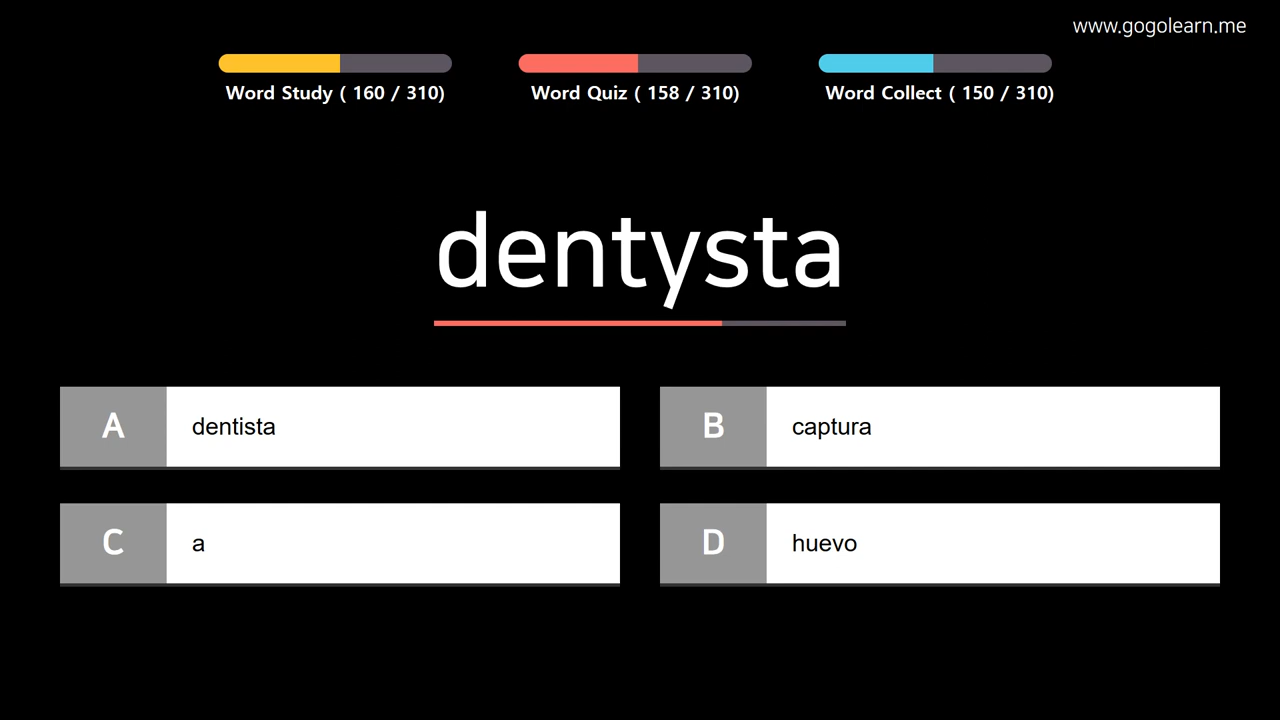 www.gogolearn.me
Word Study ( 160 / 310)
Word Quiz ( 158 / 310)
Word Collect ( 150 / 310)
dentysta
A
dentista
B
captura
C
a
D
huevo